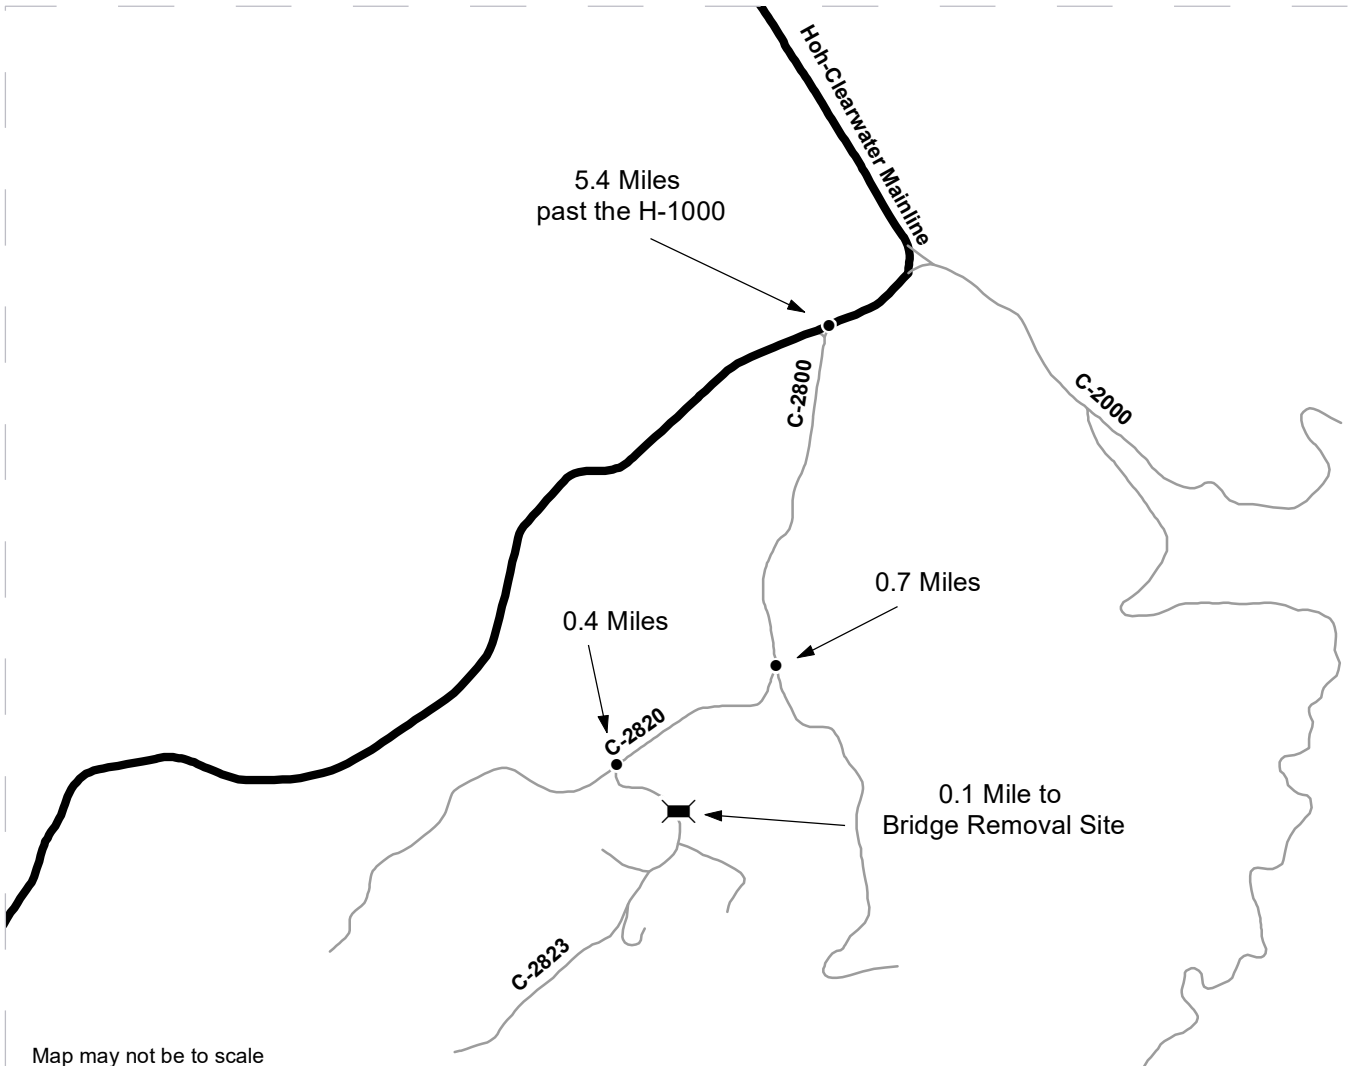 Hoh-Clearwater Mainline
5.4 Miles
past the H-1000
C-2800
C-2000
0.7 Miles
0.4 Miles
C-2820
0.1 Mile to
Bridge Removal Site
C-2823
Map may not be to scale